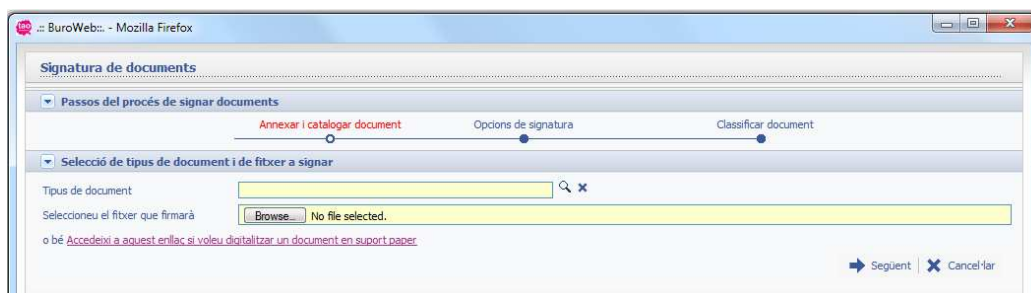 tao .:: BuroWeb::. - Mozilla Firefox
Signatura de documents
Passos del procés de signar documents
Annexar i catalogar document Opcions de signatura Classificar document
Selecció de tipus de document i de fitxer a signar
Tipus de document
Seleccioneu el fitxer que firmarà Browse... No file selected.
o bé Accedeixi a aquest enllaç si voleu digitalitzar un document en suport paper
Següent Cancel·lar